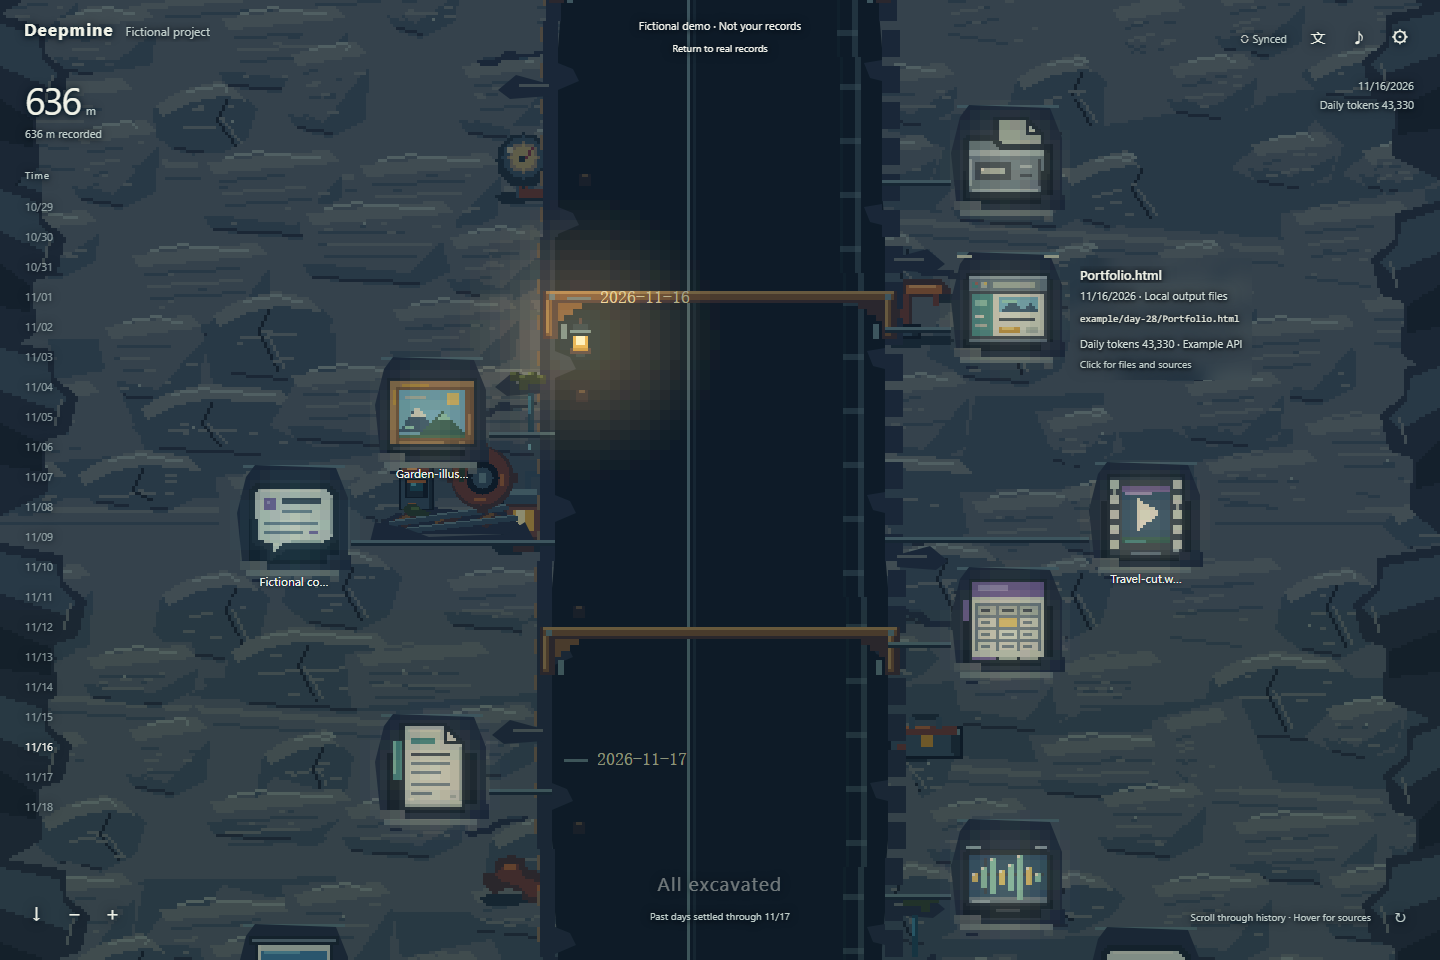 Deepmine Fictional project
Fictional demo · Not your records
Return to real records
Synced 文 ♪
636 m
636 m recorded
11/16/2026
Daily tokens 43,330
Time
10/29
10/30
10/31
11/01
11/02
11/03
11/04
11/05
11/06
11/07
11/08
11/09
11/10
11/11
11/12
11/13
11/14
11/15
11/16
11/17
11/18
2026-11-16
Portfolio.html
11/16/2026 · Local output files
example/day-28/Portfolio.html
Daily tokens 43,330 · Example API
Click for files and sources
Garden-illus...
Fictional co...
Travel-cut.w...
2026-11-17
All excavated
Past days settled through 11/17
Scroll through history · Hover for sources